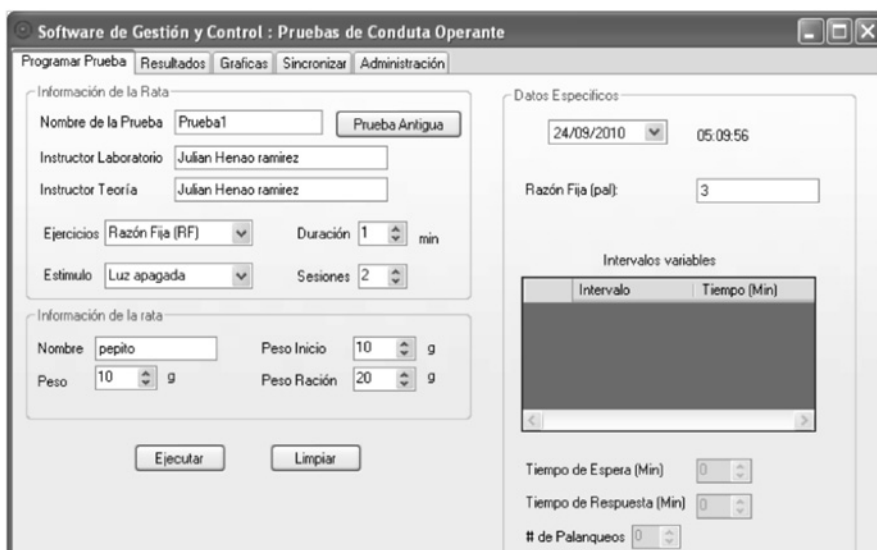 Software de Gestión y Control : Pruebas de Conduta Operante
Programar Prueba Resultados Graficas Sincronizar Administración
Información de la Rata
Nombre de la Prueba Prueba1 Prueba Antigua
Instructor Laboratorio Julian Henao ramirez
Instructor Teoría Julian Henao ramirez
Ejercicios Razón Fija (RF) Duración 1 min
Estimulo Luz apagada Sesiones 2
Información de la rata
Nombre pepito Peso Inicio 10 g
Peso 10 g Peso Ración 20 g
Ejecutar Limpiar
Datos Especificos
24/09/2010 05:09:56
Razón Fija (pal): 3
Intervalos variables
Intervalo Tiempo (Min)
Tiempo de Espera (Min) 0
Tiempo de Respuesta (Min) 0
# de Palanqueos 0